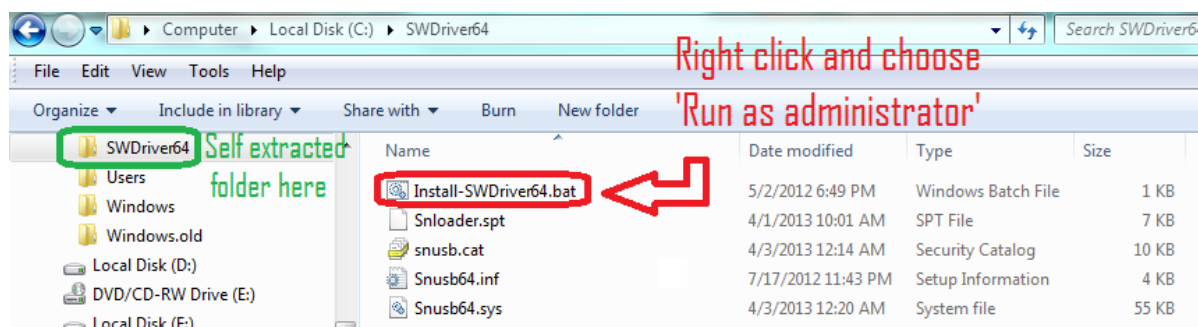 Computer Local Disk (C:) SWDriver64
Search SWDriver6
File Edit View Tools Help
Right click and choose
'Run as administrator'
Organize Include in library Share with Burn New folder
SWDriver64
Self extracted
folder here
Users
Windows
Windows.old
Local Disk (D:)
DVD/CD-RW Drive (E:)
Local Disk (F:)
Name Date modified Type Size
Install-SWDriver64.bat 5/2/2012 6:49 PM Windows Batch File 1 KB
Snloader.spt 4/1/2013 10:01 AM SPT File 7 KB
snusb.cat 4/3/2013 12:14 AM Security Catalog 10 KB
Snusb64.inf 7/17/2012 11:43 PM Setup Information 4 KB
Snusb64.sys 4/3/2013 12:20 AM System file 55 KB